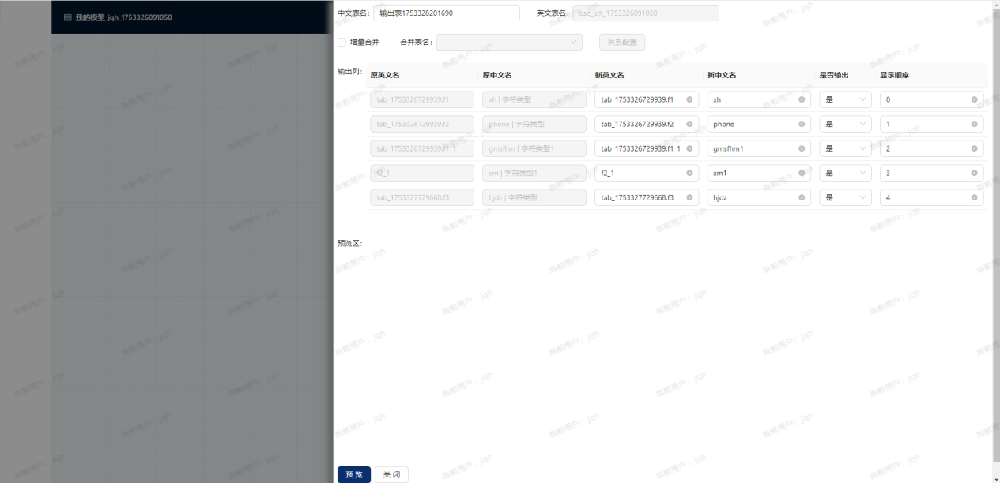 我的模型_jqh_1753326091050
中文表名： 输出表1753328201690 英文表名： bsc_jqh_1753326091050
增量合并 合并表名： 关系配置
输出列： 原英文名 原中文名 新英文名 新中文名 是否输出 显示顺序
tab_1753326729939.f1 xh | 字符类型 tab_1753326729939.f1 xh 是 0
tab_1753326729939.f2 phone | 字符类型 tab_1753326729939.f2 phone 是 1
tab_1753326729939.f1_1 gmsfhm | 字符类型1 tab_1753326729939.f1_1 gmsfhm1 是 2
f2_1 xm | 字符类型1 f2_1 xm1 是 3
tab_1753327729668.f3 hjdz | 字符类型 tab_1753327729668.f3 hjdz 是 4
预览区：
预 览 关 闭
当前用户：jqh